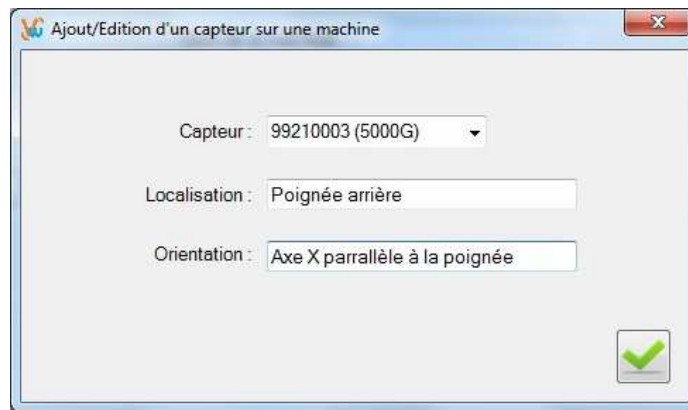 Ajout/Edition d'un capteur sur une machine
Capteur : 99210003 (5000G)
Localisation : Poignée arrière
Orientation : Axe X parrallèle à la poignée